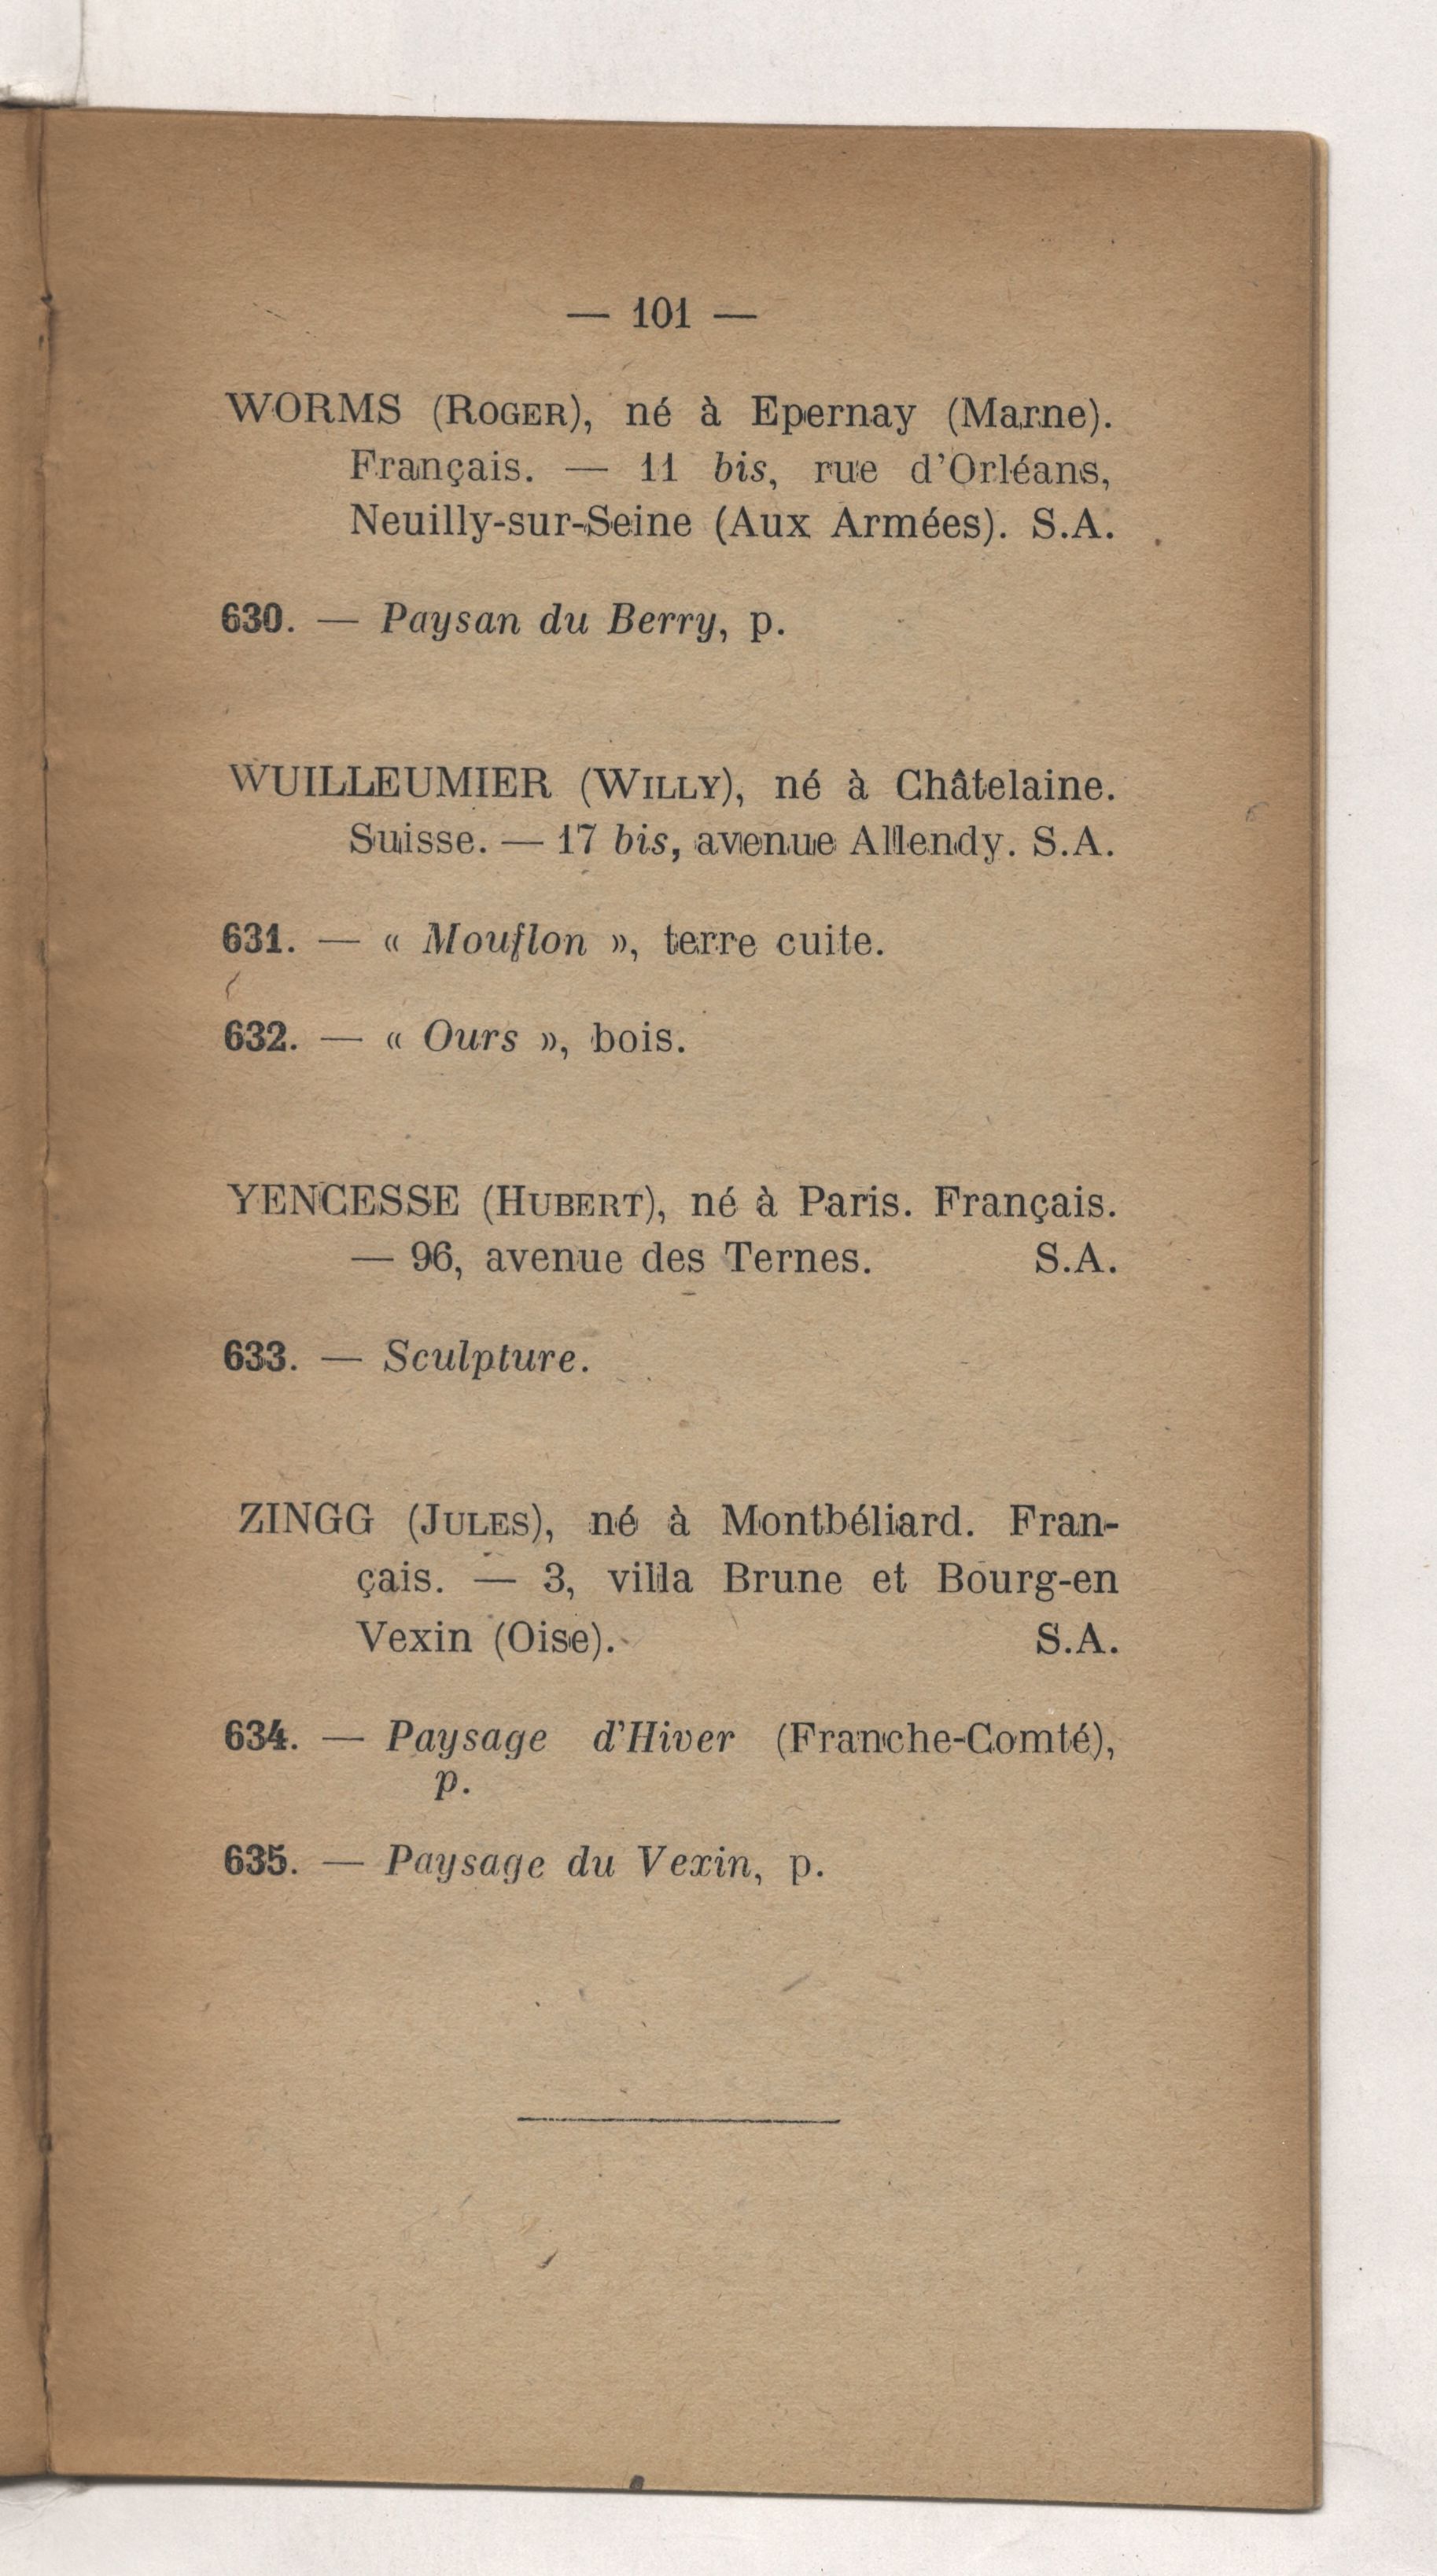 — 101 —
WORMS (ROGER), né à Epernay (Marne).
Français. — 11 bis, rue d'Orléans,
Neuilly-sur-Seine (Aux Armées). S.A.
630. — Paysan du Berry, p.
WUILLEUMIER (WILLY), né à Châtelaine.
Suisse. — 17 bis, avenue Allendy. S.A.
631. — « Mouflon », terre cuite.
632. — « Ours », bois.
YENCESSE (HUBERT), né à Paris. Français.
— 96, avenue des Ternes. S.A.
633. — Sculpture.
ZINGG (JULES), né à Montbéliard. Fran-
çais. — 3, villa Brune et Bourg-en
Vexin (Oise). S.A.
634. — Paysage d'Hiver (Franche-Comté),
p.
635. — Paysage du Vexin, p.